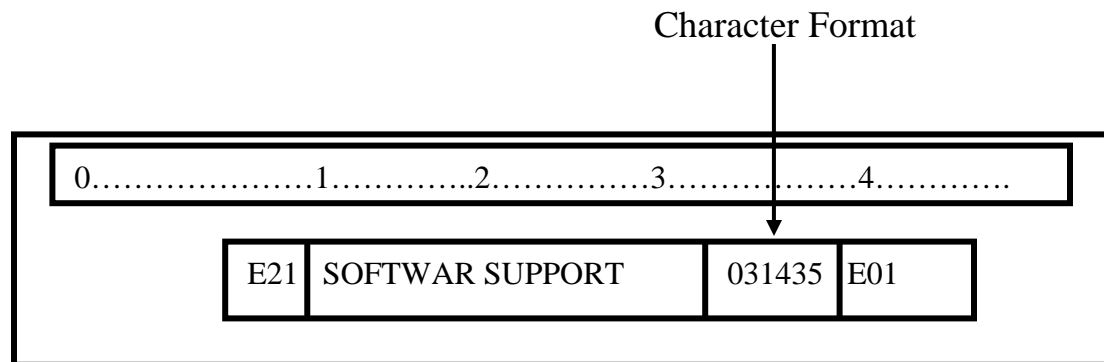 Character Format
0…………………1…………..2……………3………………4………….
E21 SOFTWAR SUPPORT 031435 E01